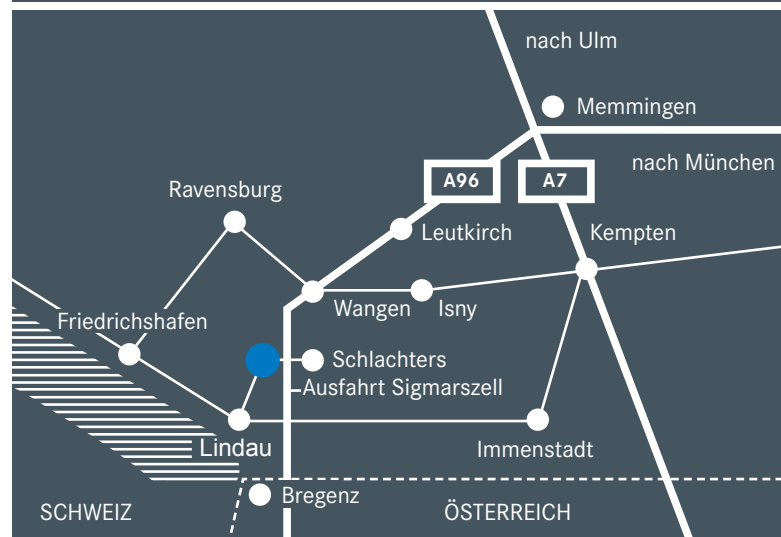 nach Ulm
Memmingen
nach München
A96
A7
Ravensburg
Leutkirch
Kempten
Wangen
Isny
Friedrichshafen
Schlachters
Ausfahrt Sigmarszell
Lindau
Immenstadt
Bregenz
SCHWEIZ
ÖSTERREICH